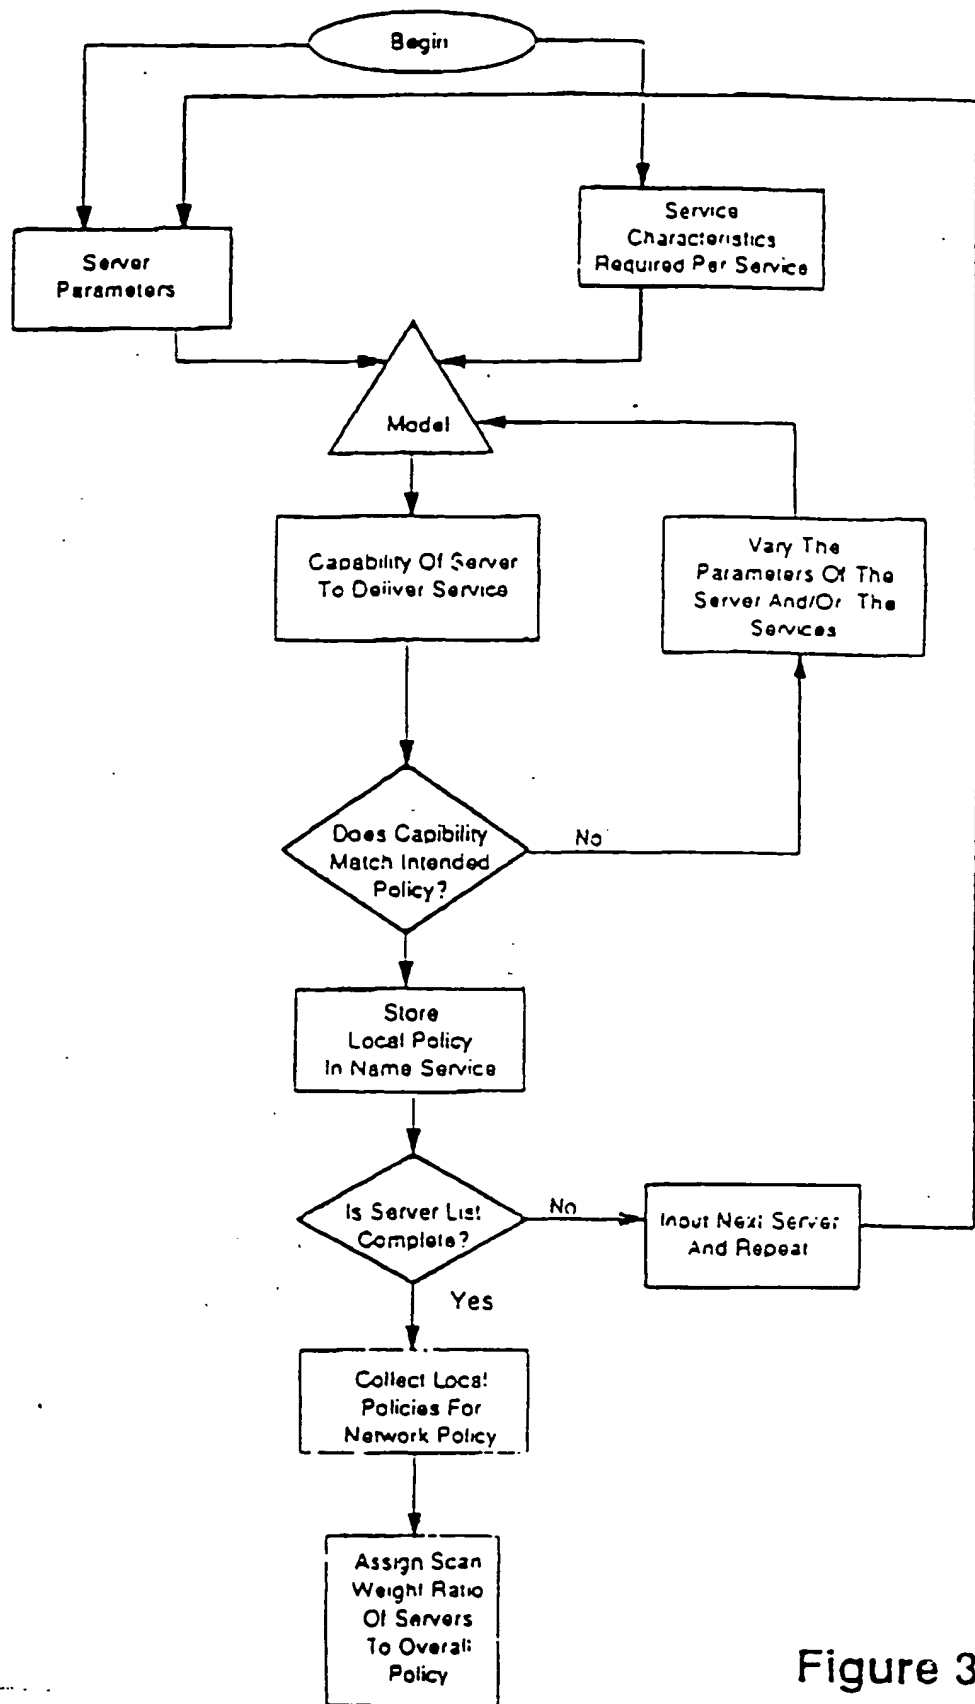 Begin
Service
Characteristics
Required Per Service
Server
Parameters
Model
Capability Of Server
To Deliver Service
Vary The
Parameters Of The
Server And/Or The
Services
Does Capibility
Match Intended
Policy?
No
Store
Local Policy
In Name Service
Is Server List
Complete?
No
Input Next Server
And Repeat
Yes
Collect Local
Policies For
Network Policy
Assign Scan
Weight Ratio
Of Servers
To Overall
Policy
Figure 3